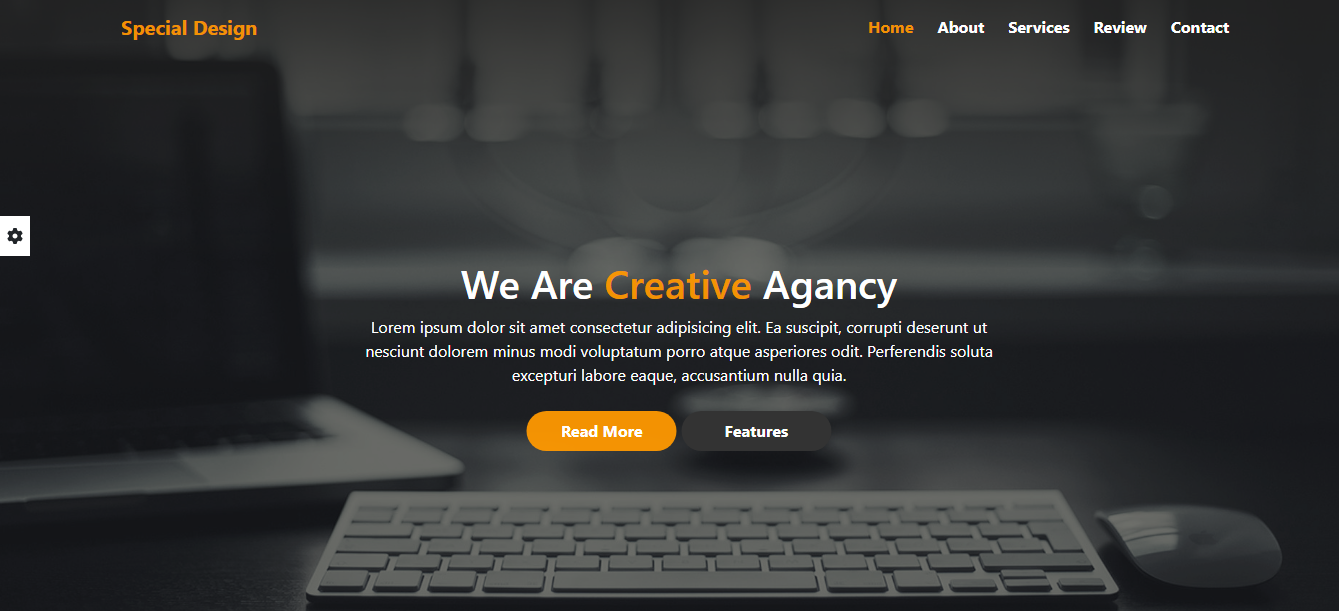 Special Design
Home About Services Review Contact
We Are Creative Agancy
Lorem ipsum dolor sit amet consectetur adipisicing elit. Ea suscipit, corrupti deserunt ut
nesciunt dolorem minus modi voluptatum porro atque asperiores odit. Perferendis soluta
excepturi labore eaque, accusantium nulla quia.
Read More
Features